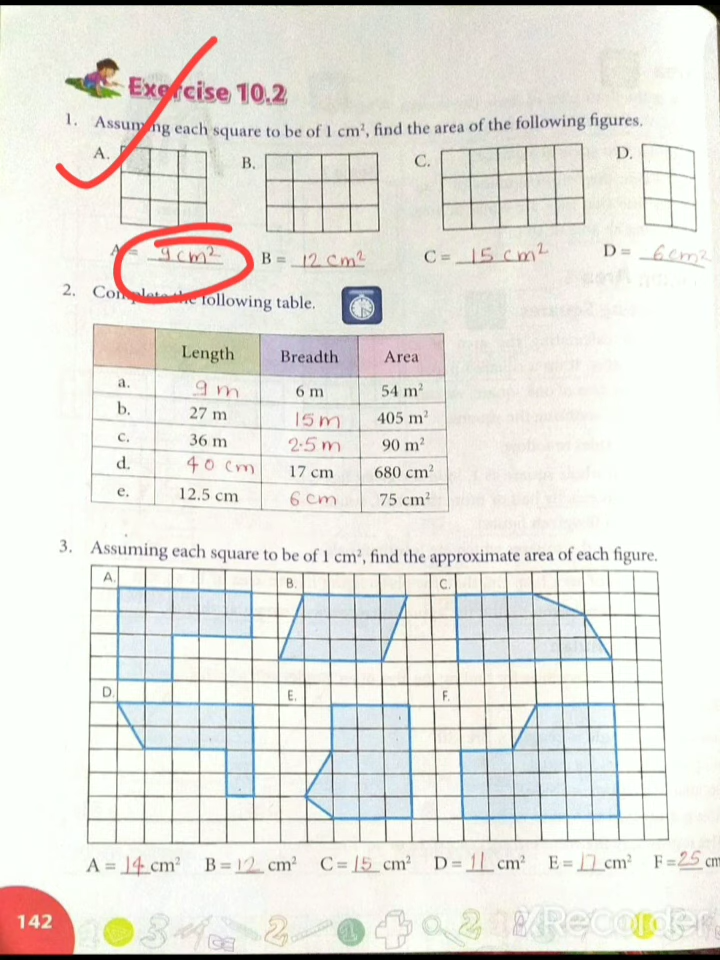 Exercise 10.2
1. Assuming each square to be of 1 cm², find the area of the following figures.
A. B. C. D.
A = 9 cm² B = 12 cm² C = 15 cm² D = 6 cm²
2. Complete the following table.
Length Breadth Area
a. 9 m 6 m 54 m²
b. 27 m 15 m 405 m²
c. 36 m 2.5 m 90 m²
d. 40 cm 17 cm 680 cm²
e. 12.5 cm 6 cm 75 cm²
3. Assuming each square to be of 1 cm², find the approximate area of each figure.
A. B. C.
D. E. F.
A = 14 cm² B = 12 cm² C = 15 cm² D = 11 cm² E = 17 cm² F = 25 cm
142
XRecorder